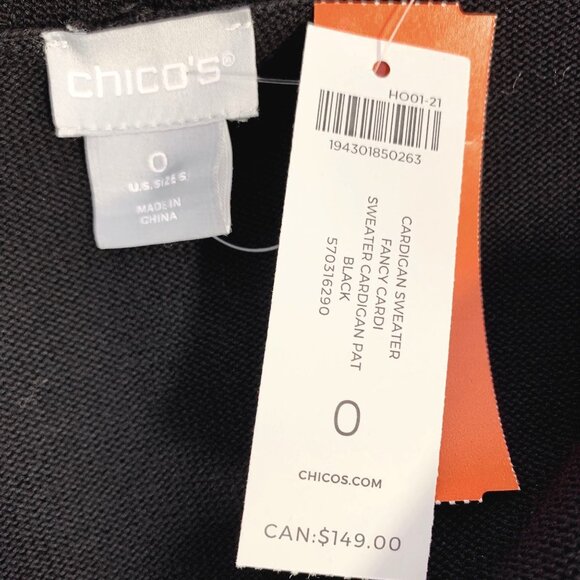 chico's®
0
U.S. SIZE S
MADE IN
CHINA
HO01-21
194301850263
CARDIGAN SWEATER
FANCY CARDI
SWEATER CARDIGAN PAT
BLACK
570316290
0
CHICOS.COM
CAN:$149.00